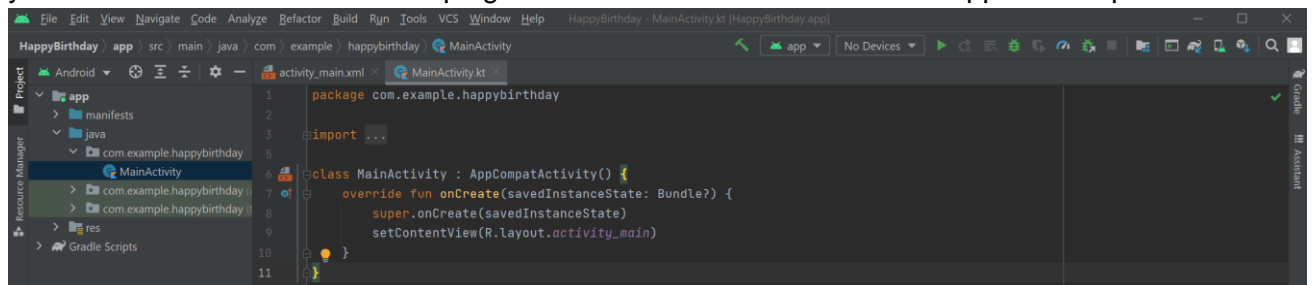 File Edit View Navigate Code Analyze Refactor Build Run Tools VCS Window Help HappyBirthday - MainActivity.kt [HappyBirthday.app]
HappyBirthday 〉 app 〉 src 〉 main 〉 java 〉 com 〉 example 〉 happybirthday 〉 MainActivity
app
No Devices
Android
activity_main.xml
MainActivity.kt
Project
Resource Manager
app
manifests
java
com.example.happybirthday
MainActivity
com.example.happybirthday
com.example.happybirthday
res
Gradle Scripts
1 package com.example.happybirthday
2
3 import ...
5
6 class MainActivity : AppCompatActivity() {
7 override fun onCreate(savedInstanceState: Bundle?) {
8 super.onCreate(savedInstanceState)
9 setContentView(R.layout.activity_main)
10 }
11 }
Gradle
Assistant